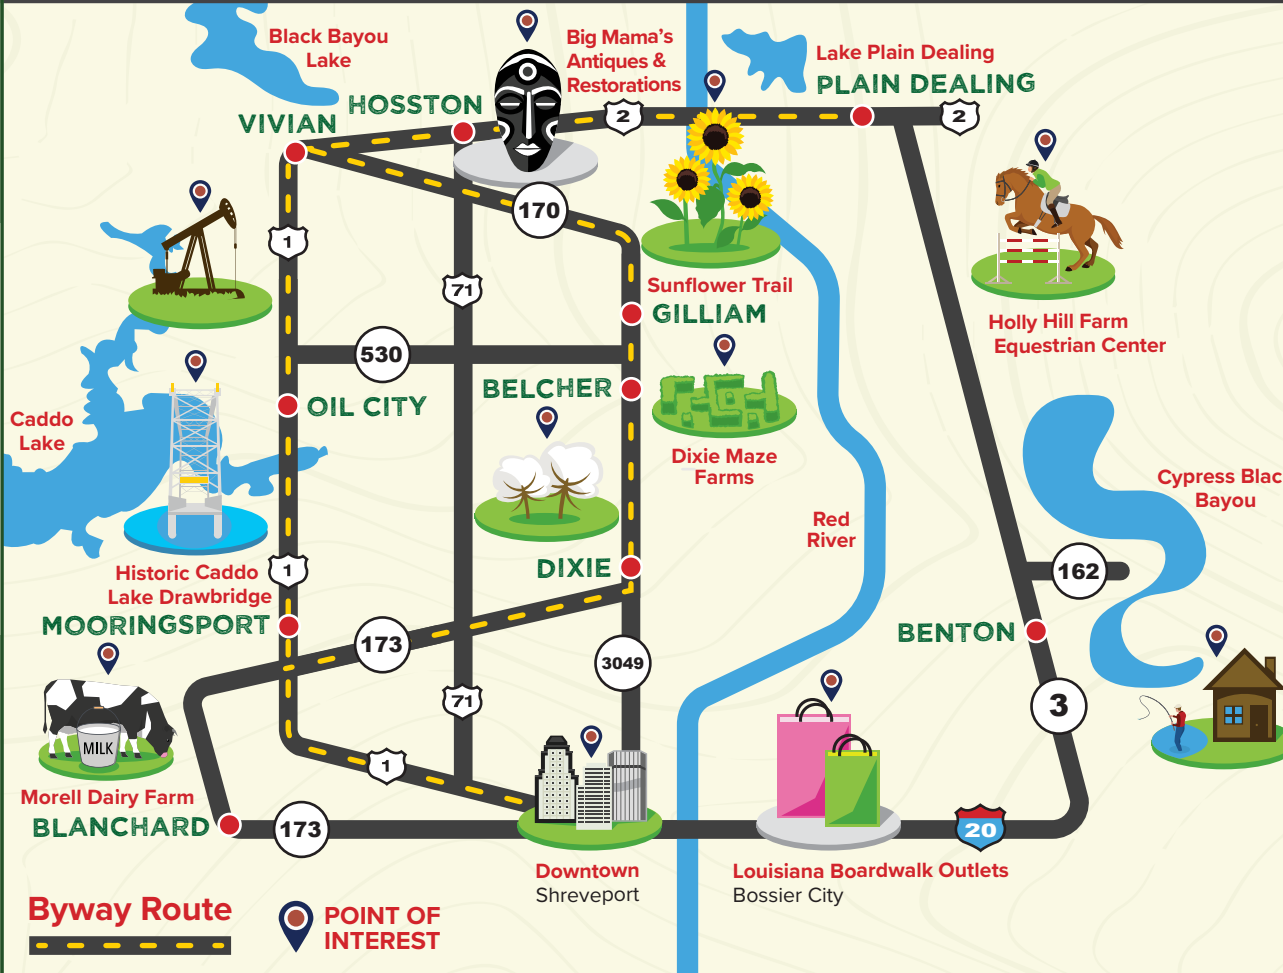 Black Bayou
Lake
Big Mama's
Antiques &
Restorations
Lake Plain Dealing
PLAIN DEALING
HOSSTON
VIVIAN
2
2
170
1
71
Sunflower Trail
GILLIAM
Holly Hill Farm
Equestrian Center
530
BELCHER
OIL CITY
Caddo
Lake
Dixie Maze
Farms
Cypress Blac
Bayou
Red
River
Historic Caddo
Lake Drawbridge
1
DIXIE
162
MOORINGSPORT
BENTON
173
3049
71
3
MILK
1
Morell Dairy Farm
BLANCHARD
173
20
Downtown
Shreveport
Louisiana Boardwalk Outlets
Bossier City
Byway Route
POINT OF
INTEREST